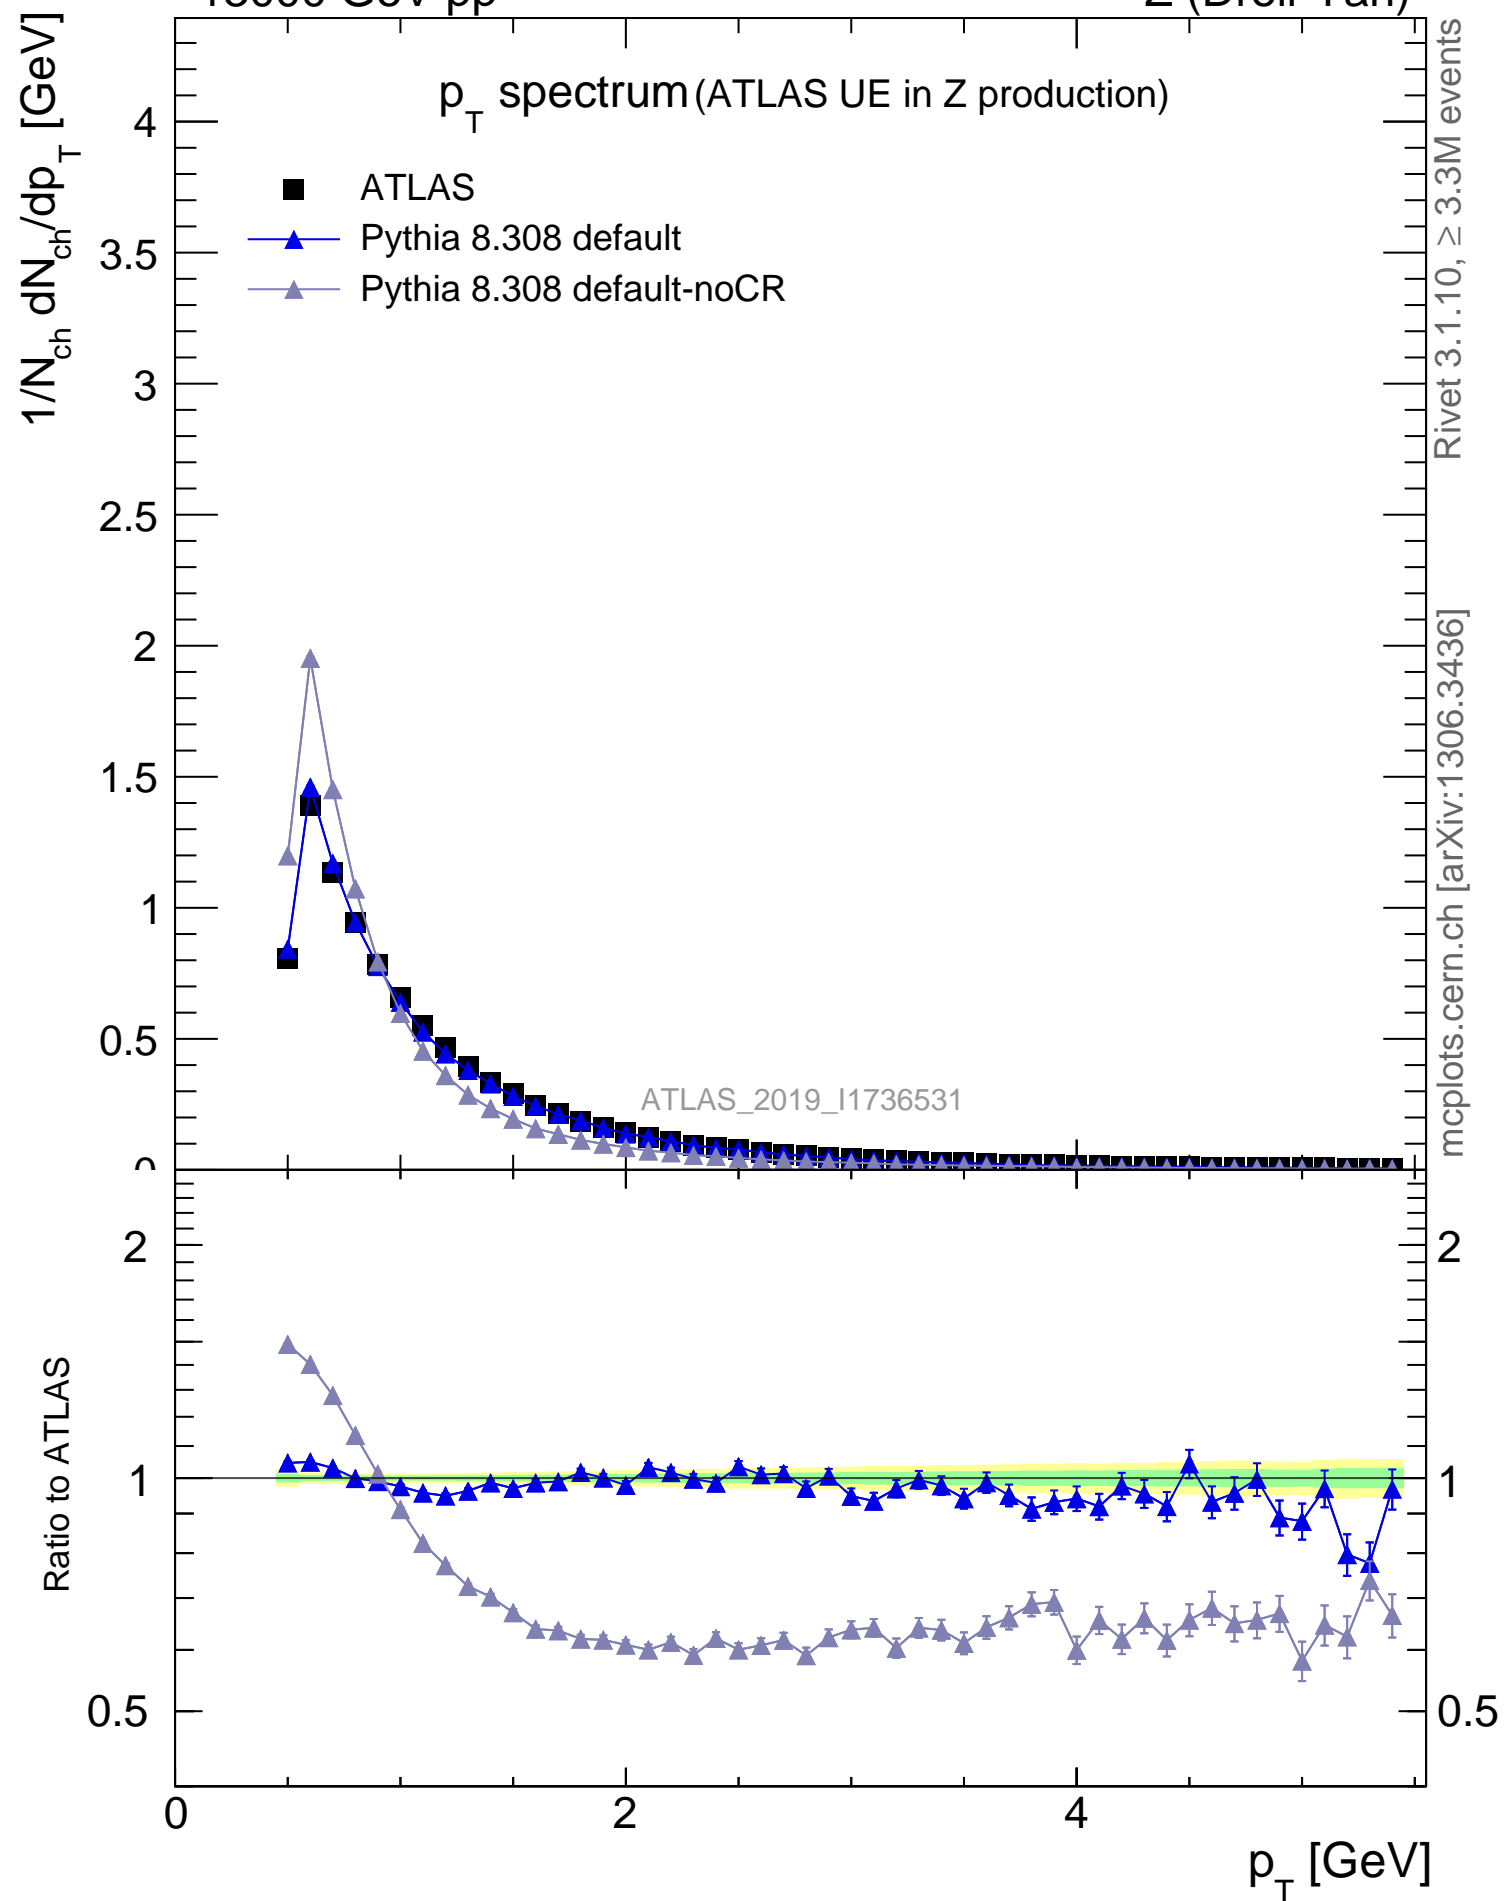 1/N_ch dN_ch/dp_T [GeV]
p_T spectrum (ATLAS UE in Z production)
ATLAS
Pythia 8.308 default
Pythia 8.308 default-noCR
4
3.5
3
2.5
2
1.5
1
0.5
0
ATLAS_2019_I1736531
Rivet 3.1.10, ≥ 3.3M events
mcplots.cern.ch [arXiv:1306.3436]
Ratio to ATLAS
2
1
0.5
2
1
0.5
0
2
4
p_T [GeV]